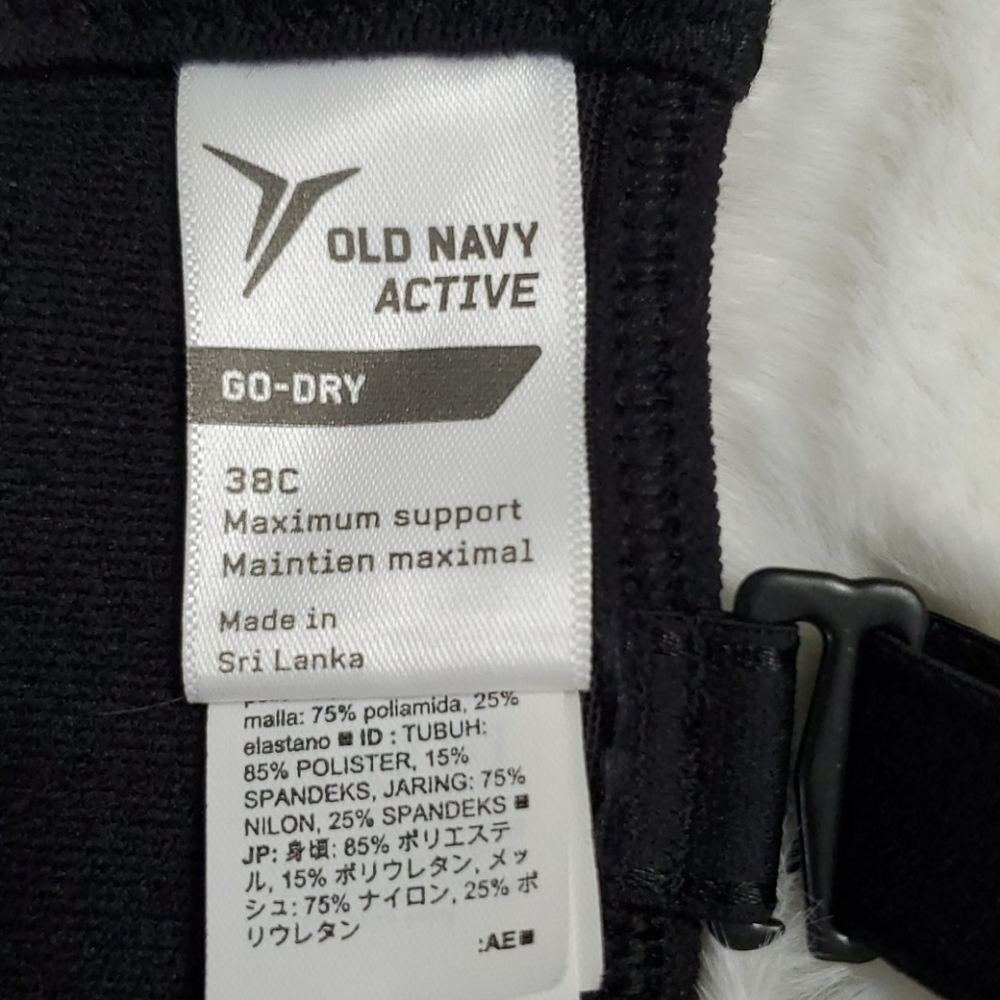 OLD NAVY
ACTIVE
GO-DRY
38C
Maximum support
Maintien maximal
Made in
Sri Lanka
malla: 75% poliamida, 25%
elastano ■ ID : TUBUH:
85% POLISTER, 15%
SPANDEKS, JARING: 75%
NILON, 25% SPANDEKS ■
JP: 身頃: 85% ポリエステ
ル, 15% ポリウレタン, メッ
シュ: 75% ナイロン, 25% ポ
リウレタン
:AE■